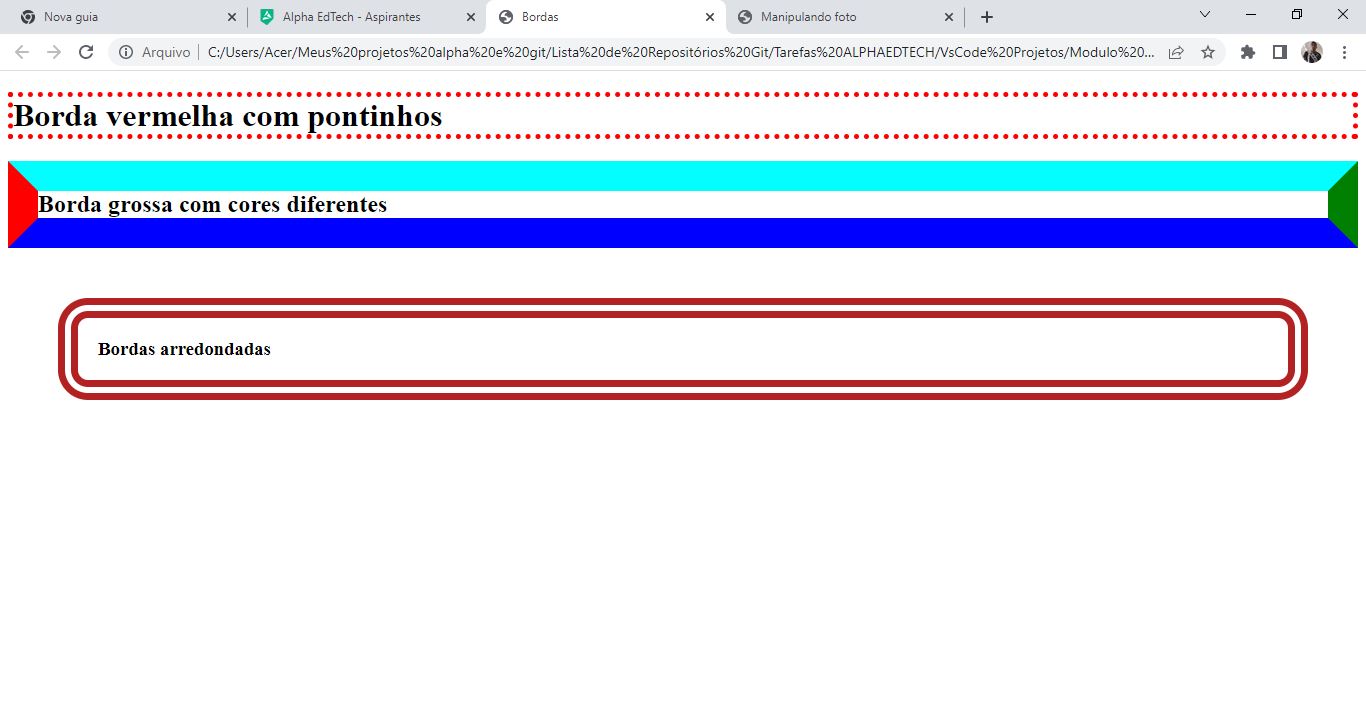 Nova guia
Alpha EdTech - Aspirantes
Bordas
Manipulando foto
Arquivo
C:/Users/Acer/Meus%20projetos%20alpha%20e%20git/Lista%20de%20Repositórios%20Git/Tarefas%20ALPHAEDTECH/VsCode%20Projetos/Modulo%20...
Borda vermelha com pontinhos
Borda grossa com cores diferentes
Bordas arredondadas